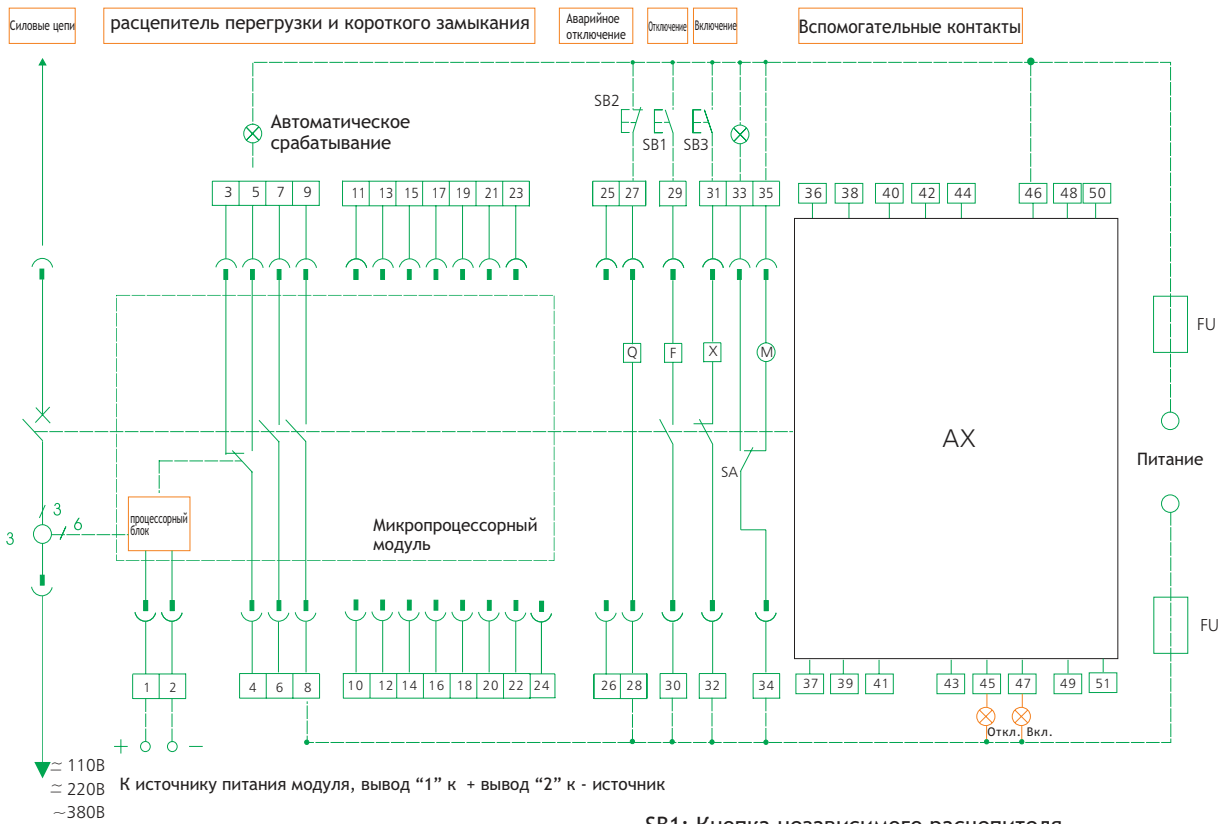 Силовые цепи
расцепитель перегрузки и короткого замыкания
Аварийное
отключение
Отключение
Включение
Вспомогательные контакты
SB2
SB1
SB3
Автоматическое
срабатывание
3 5 7 9
11 13 15 17 19 21 23
25 27
29
31 33 35
36 38 40 42 44 46 48 50
FU
Q
F
X
M
AX
Питание
SA
процессорный
блок
Микропроцессорный
модуль
3
6
3
FU
1 2
4 6 8
10 12 14 16 18 20 22 24
26 28
30
32
34
37 39 41 43 45 47 49 51
Откл. Вкл.
+ −
≃ 110В
≃ 220В
~380В
К источнику питания модуля, вывод “1” к + вывод “2” к - источник
SB1: Кнопка независимого расцепителя